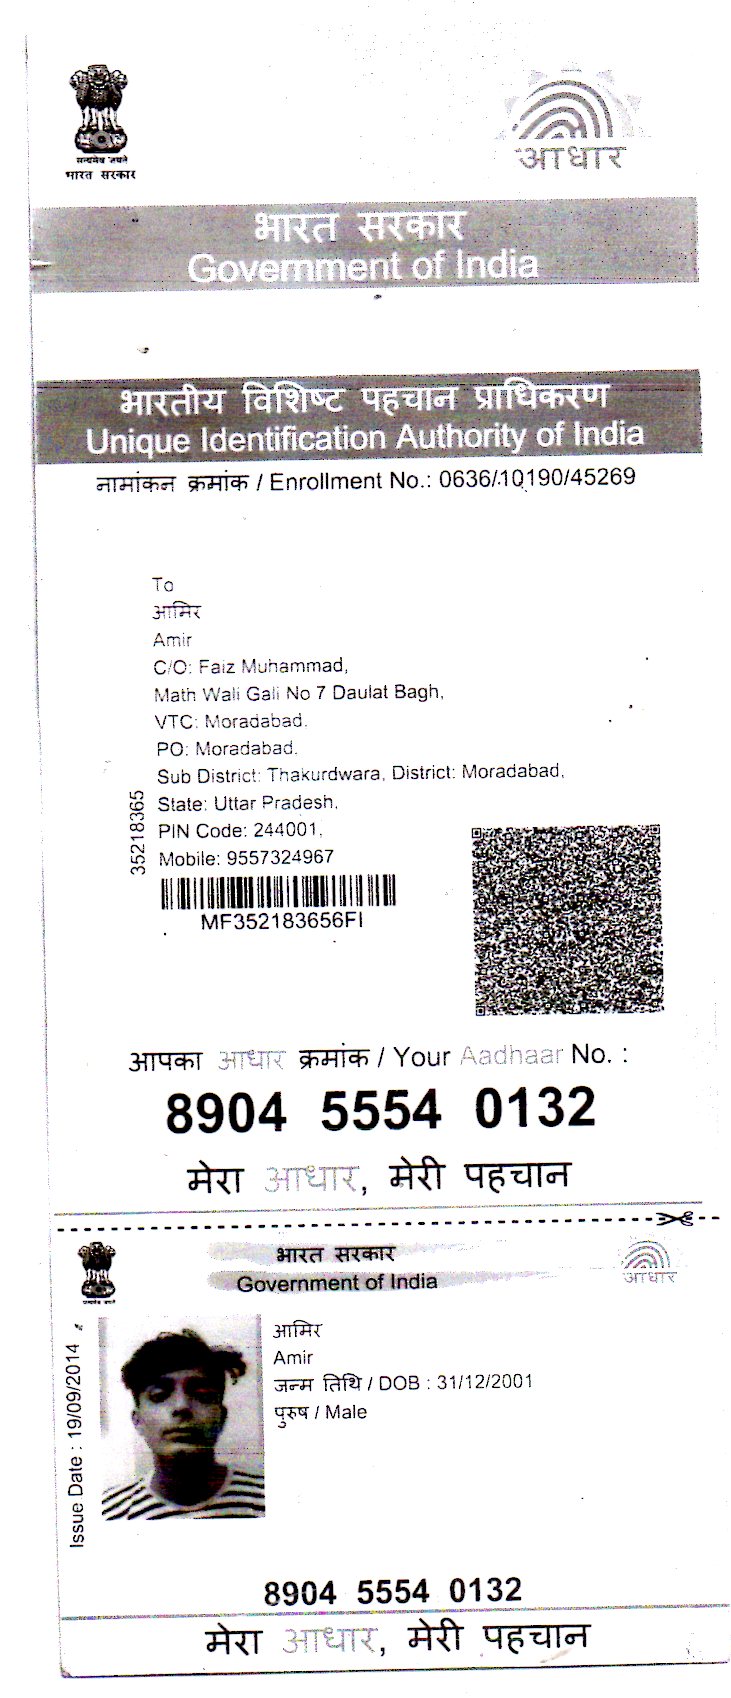 सत्यमेव जयते
भारत सरकार
आधार
भारत सरकार
Government of India
भारतीय विशिष्ट पहचान प्राधिकरण
Unique Identification Authority of India
नामांकन क्रमांक / Enrollment No.: 0636/10190/45269
To
आमिर
Amir
C/O: Faiz Muhammad,
Math Wali Gali No 7 Daulat Bagh,
VTC: Moradabad,
PO: Moradabad,
Sub District: Thakurdwara, District: Moradabad,
State: Uttar Pradesh,
PIN Code: 244001,
Mobile: 9557324967
35218365
MF352183656FI
आपका आधार क्रमांक / Your Aadhaar No. :
8904 5554 0132
मेरा आधार, मेरी पहचान
भारत सरकार
Government of India
आधार
Issue Date : 19/09/2014
आमिर
Amir
जन्म तिथि / DOB : 31/12/2001
पुरुष / Male
8904 5554 0132
मेरा आधार, मेरी पहचान